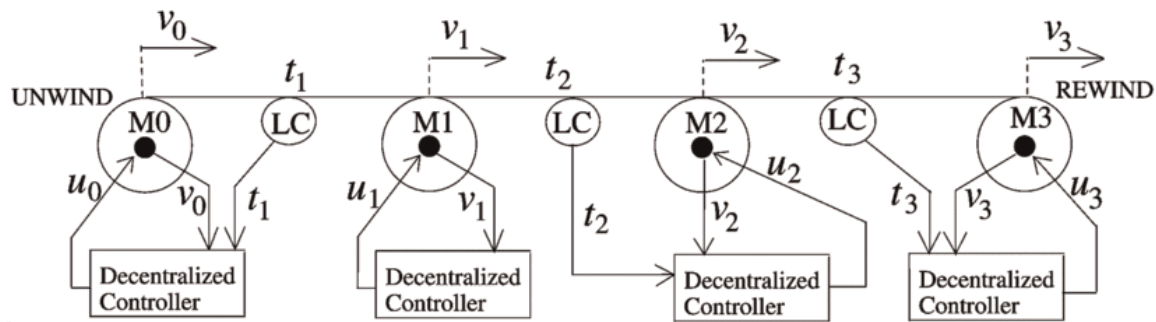 v0 v1 v2 v3
t1 t2 t3
UNWIND REWIND
M0 LC M1 LC M2 LC M3
u0 v0 t1 u1 v1 t2 v2 u2 t3 v3 u3
Decentralized Decentralized Decentralized Decentralized
Controller Controller Controller Controller